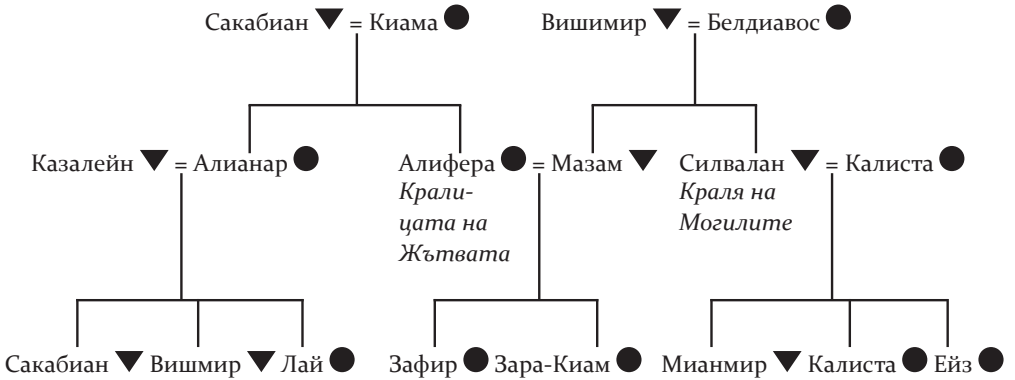 Сакабиан = Киама Вишимир = Белдиавос
Казалейн = Алианар Алифера = Мазам Силвалан = Калиста
Крали- Краля на
цата на Могилите
Жътвата
Сакабиан Вишмир Лай Зафир Зара-Киам Мианмир Калиста Ейз